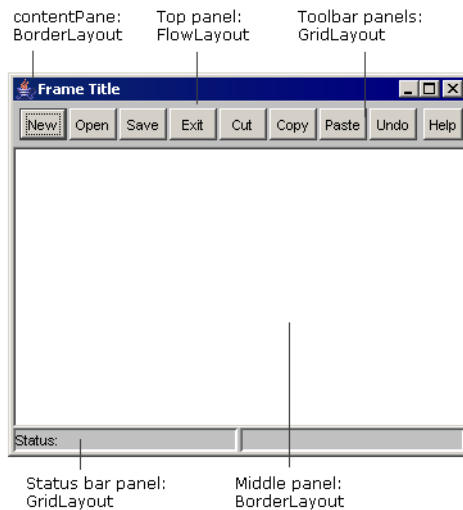 contentPane: Top panel: Toolbar panels:
BorderLayout FlowLayout GridLayout
Frame Title
New Open Save Exit Cut Copy Paste Undo Help
Status:
Status bar panel: Middle panel:
GridLayout BorderLayout